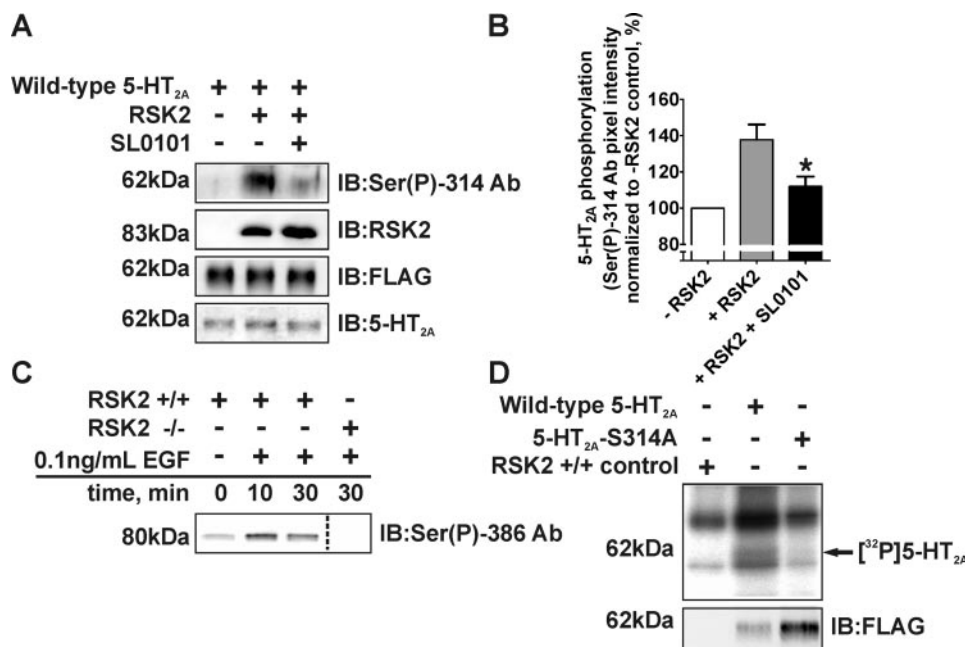 A
Wild-type 5-HT2A + + +
RSK2 - + +
SL0101 - - +
62kDa IB:Ser(P)-314 Ab
83kDa IB:RSK2
62kDa IB:FLAG
62kDa IB:5-HT2A
B
5-HT2A phosphorylation
(Ser(P)-314 Ab pixel intensity
normalized to -RSK2 control, %)
160
140
120
100
80
*
- RSK2
+ RSK2
+ RSK2 + SL0101
C
RSK2 +/+ + + + -
RSK2 -/- - - - +
0.1ng/mL EGF - + + +
time, min 0 10 30 30
80kDa IB:Ser(P)-386 Ab
D
Wild-type 5-HT2A - + -
5-HT2A-S314A - - +
RSK2 +/+ control + - -
62kDa [32P]5-HT2A
62kDa IB:FLAG